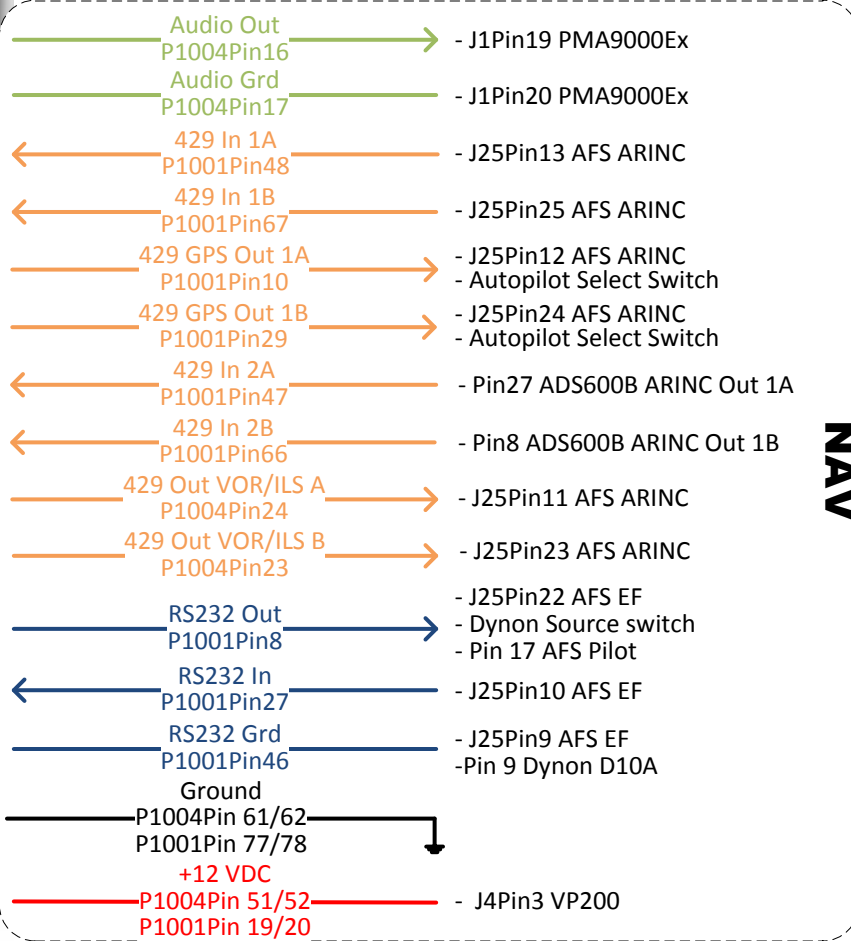 Audio Out
P1004Pin16
- J1Pin19 PMA9000Ex
Audio Grd
P1004Pin17
- J1Pin20 PMA9000Ex
429 In 1A
P1001Pin48
- J25Pin13 AFS ARINC
429 In 1B
P1001Pin67
- J25Pin25 AFS ARINC
429 GPS Out 1A
P1001Pin10
- J25Pin12 AFS ARINC
- Autopilot Select Switch
429 GPS Out 1B
P1001Pin29
- J25Pin24 AFS ARINC
- Autopilot Select Switch
429 In 2A
P1001Pin47
- Pin27 ADS600B ARINC Out 1A
429 In 2B
P1001Pin66
- Pin8 ADS600B ARINC Out 1B
429 Out VOR/ILS A
P1004Pin24
- J25Pin11 AFS ARINC
429 Out VOR/ILS B
P1004Pin23
- J25Pin23 AFS ARINC
RS232 Out
P1001Pin8
- J25Pin22 AFS EF
- Dynon Source switch
- Pin 17 AFS Pilot
RS232 In
P1001Pin27
- J25Pin10 AFS EF
RS232 Grd
P1001Pin46
- J25Pin9 AFS EF
-Pin 9 Dynon D10A
Ground
P1004Pin 61/62
P1001Pin 77/78
+12 VDC
P1004Pin 51/52
P1001Pin 19/20
- J4Pin3 VP200
NAV